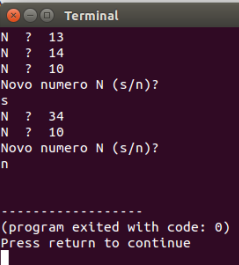 Terminal
N ? 13
N ? 14
N ? 10
Novo numero N (s/n)?
s
N ? 34
N ? 10
Novo numero N (s/n)?
n
------------------
(program exited with code: 0)
Press return to continue